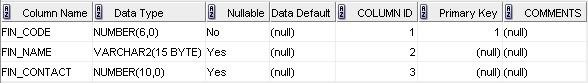 Column Name Data Type Nullable Data Default COLUMN ID Primary Key COMMENTS
FIN_CODE NUMBER(6,0) No (null) 1 1 (null)
FIN_NAME VARCHAR2(15 BYTE) Yes (null) 2 (null) (null)
FIN_CONTACT NUMBER(10,0) Yes (null) 3 (null) (null)